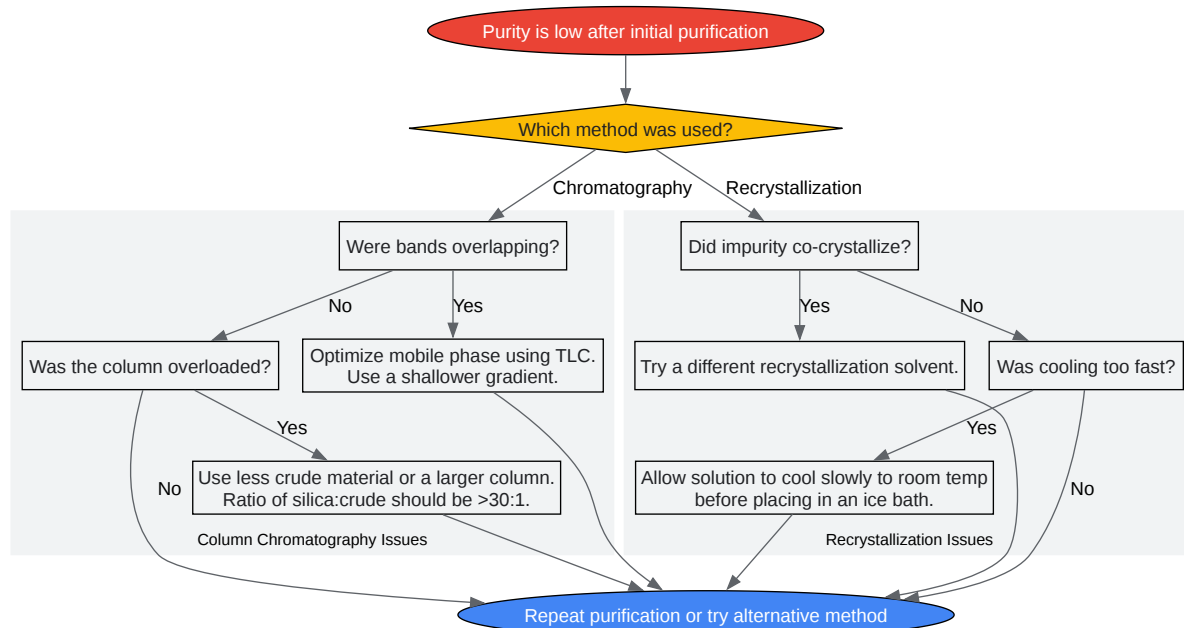 Purity is low after initial purification
Which method was used?
Chromatography
Recrystallization
Were bands overlapping?
Did impurity co-crystallize?
No
Yes
Yes
No
Was the column overloaded?
Optimize mobile phase using TLC.
Use a shallower gradient.
Try a different recrystallization solvent.
Was cooling too fast?
Yes
Yes
No
Use less crude material or a larger column.
Ratio of silica:crude should be >30:1.
Allow solution to cool slowly to room temp
before placing in an ice bath.
No
Column Chromatography Issues
Recrystallization Issues
Repeat purification or try alternative method